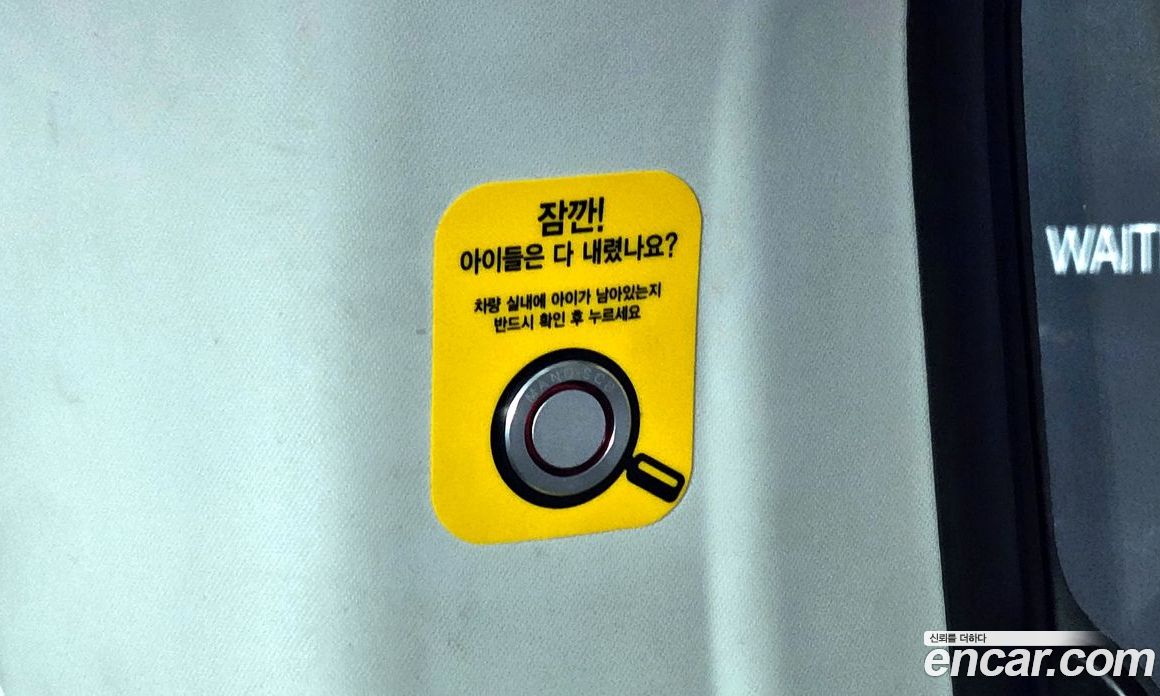 잠깐!
아이들은 다 내렸나요?
차량 실내에 아이가 남아있는지
반드시 확인 후 누르세요
WAIT
신뢰를 더하다
encar.com